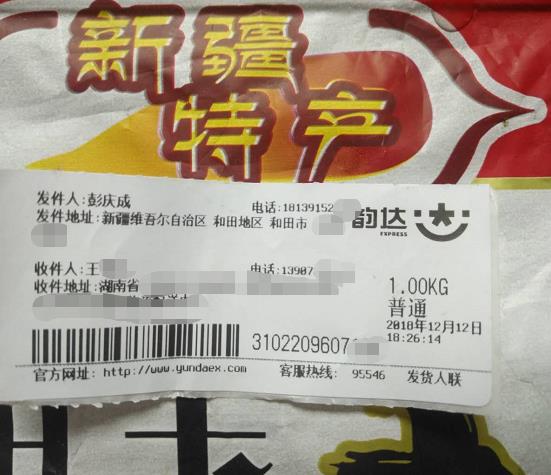 新疆
特产
发件人:彭庆成
电话:18139152
发件地址:新疆维吾尔自治区 和田地区 和田市
韵达
EXPRESS
收件人:王
电话:13907
收件地址:湖南省
1.00KG
普通
2018年12月12日
18:26:14
3102209607
官方网址: http://www.yundaex.com
客服热线: 95546
发货人联